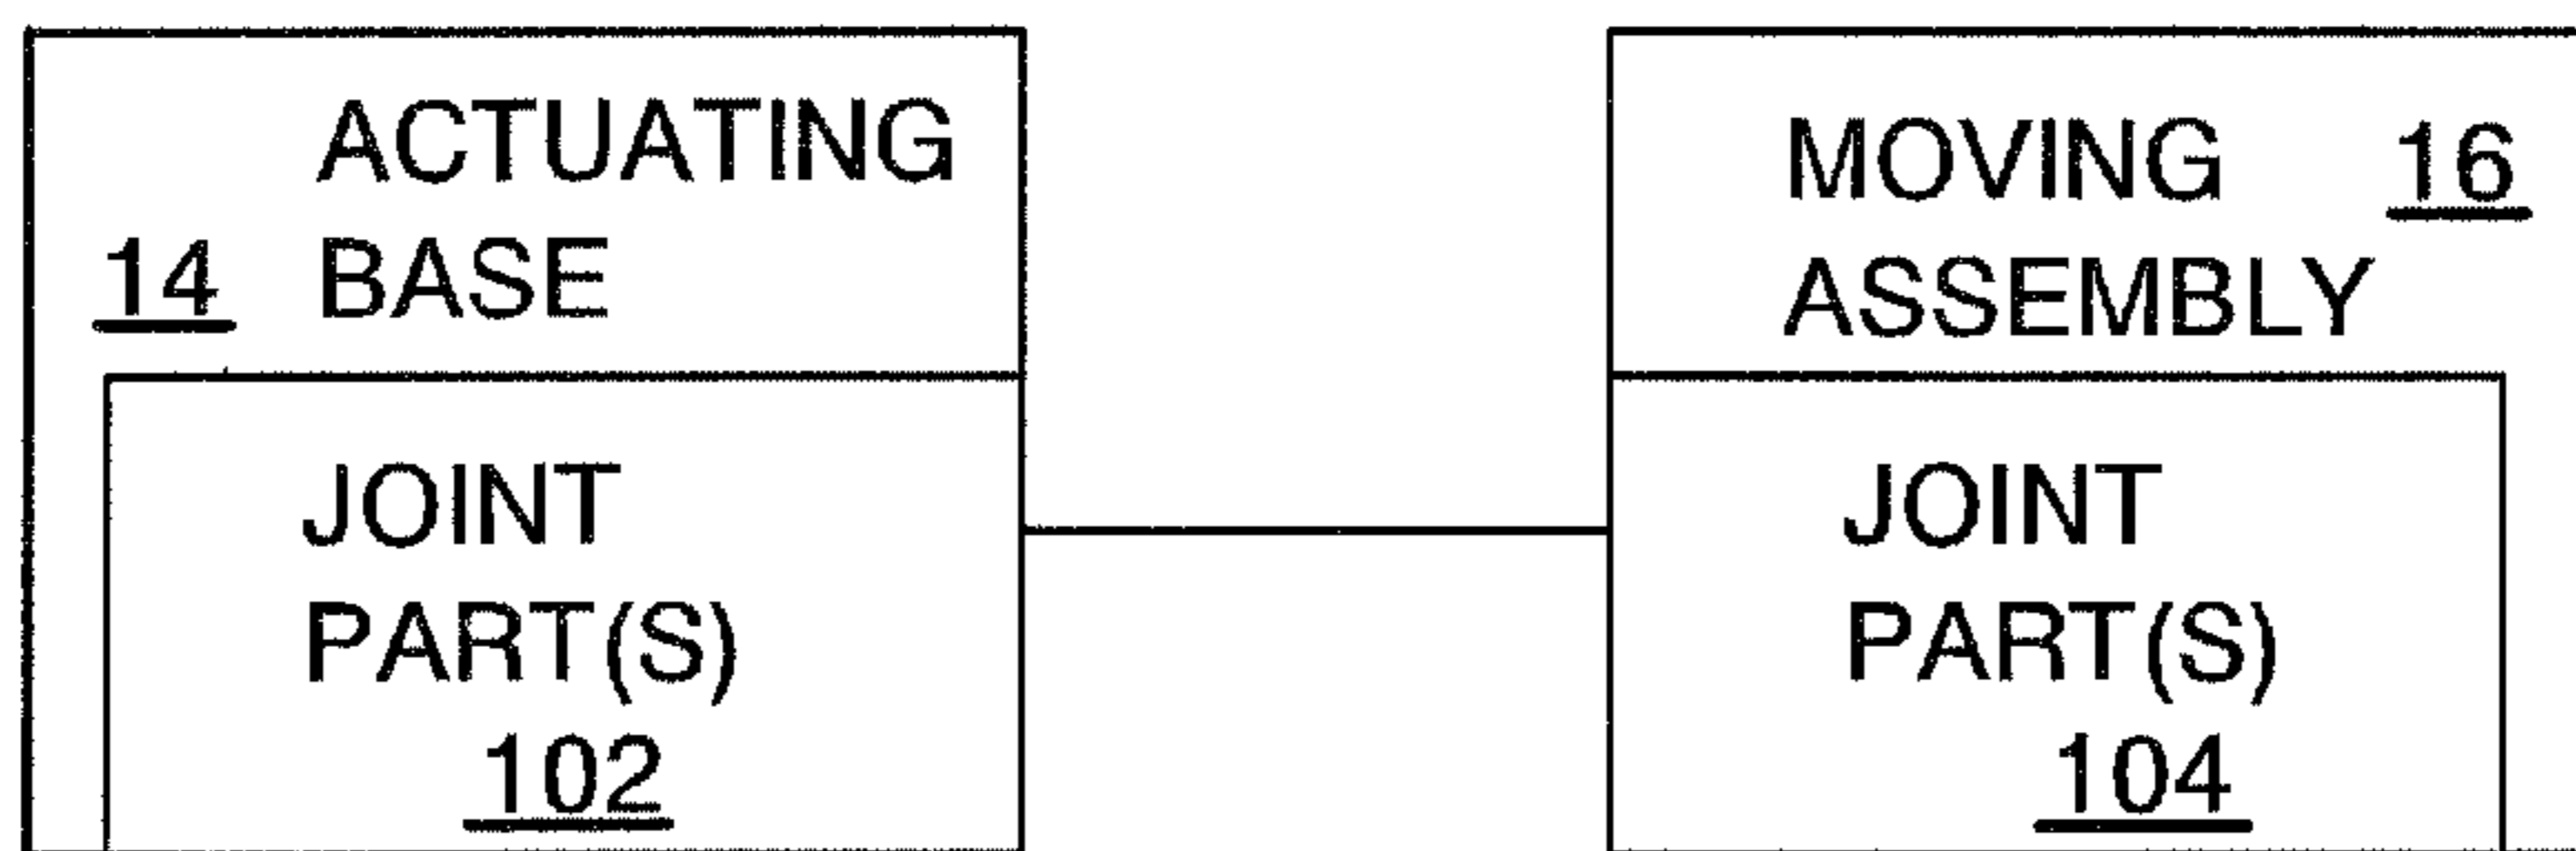 ACTUATING
14 BASE
JOINT
PART(S)
102
MOVING 16
ASSEMBLY
JOINT
PART(S)
104